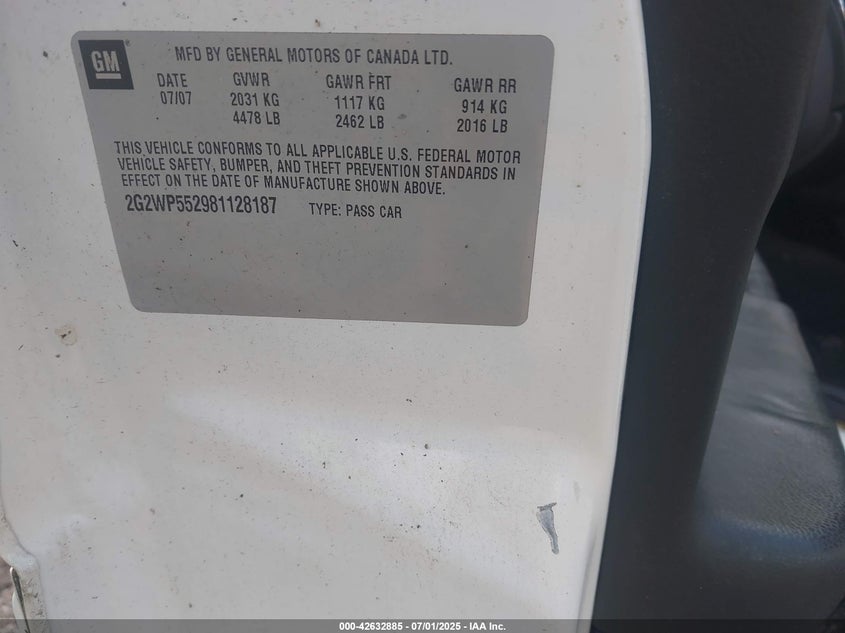 GM
MFD BY GENERAL MOTORS OF CANADA LTD.
DATE GVWR GAWR FRT GAWR RR
07/07 2031 KG 1117 KG 914 KG
4478 LB 2462 LB 2016 LB
THIS VEHICLE CONFORMS TO ALL APPLICABLE U.S. FEDERAL MOTOR
VEHICLE SAFETY, BUMPER, AND THEFT PREVENTION STANDARDS IN
EFFECT ON THE DATE OF MANUFACTURE SHOWN ABOVE.
2G2WP552981128187 TYPE: PASS CAR
000-42632885 / 07/01/2025 - IAA Inc.